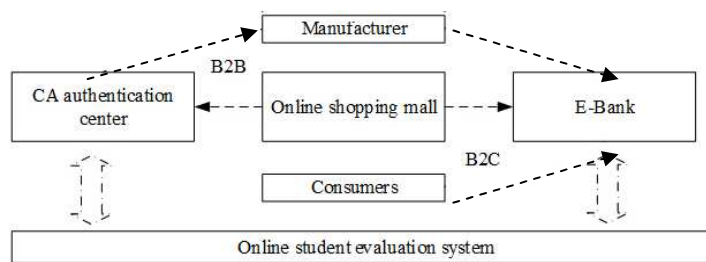 Manufacturer
B2B
CA authentication
center
Online shopping mall
E-Bank
B2C
Consumers
Online student evaluation system